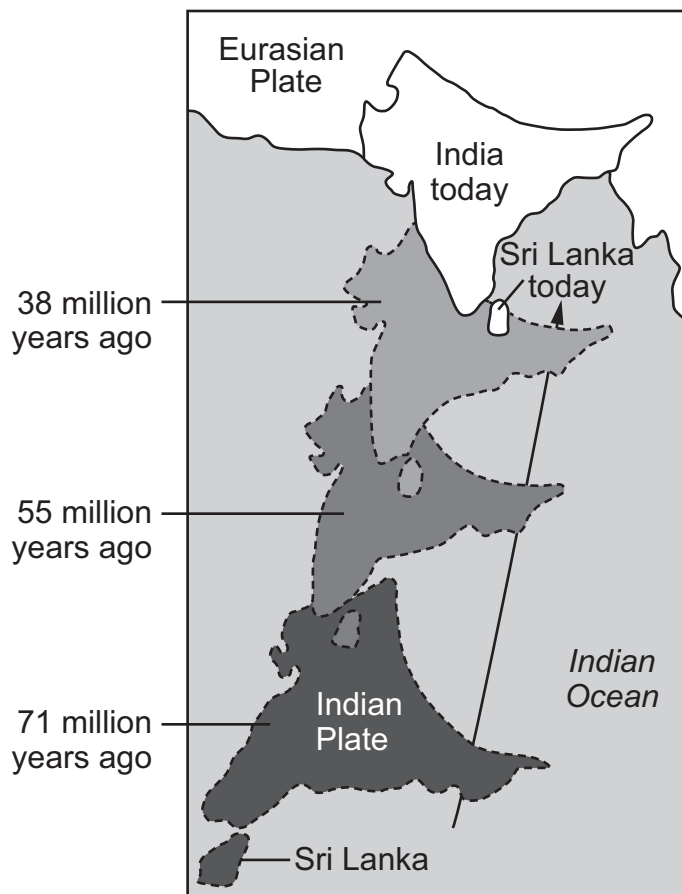 Eurasian
Plate
India
today
Sri Lanka
today
38 million
years ago
55 million
years ago
Indian
Ocean
71 million
years ago
Indian
Plate
Sri Lanka